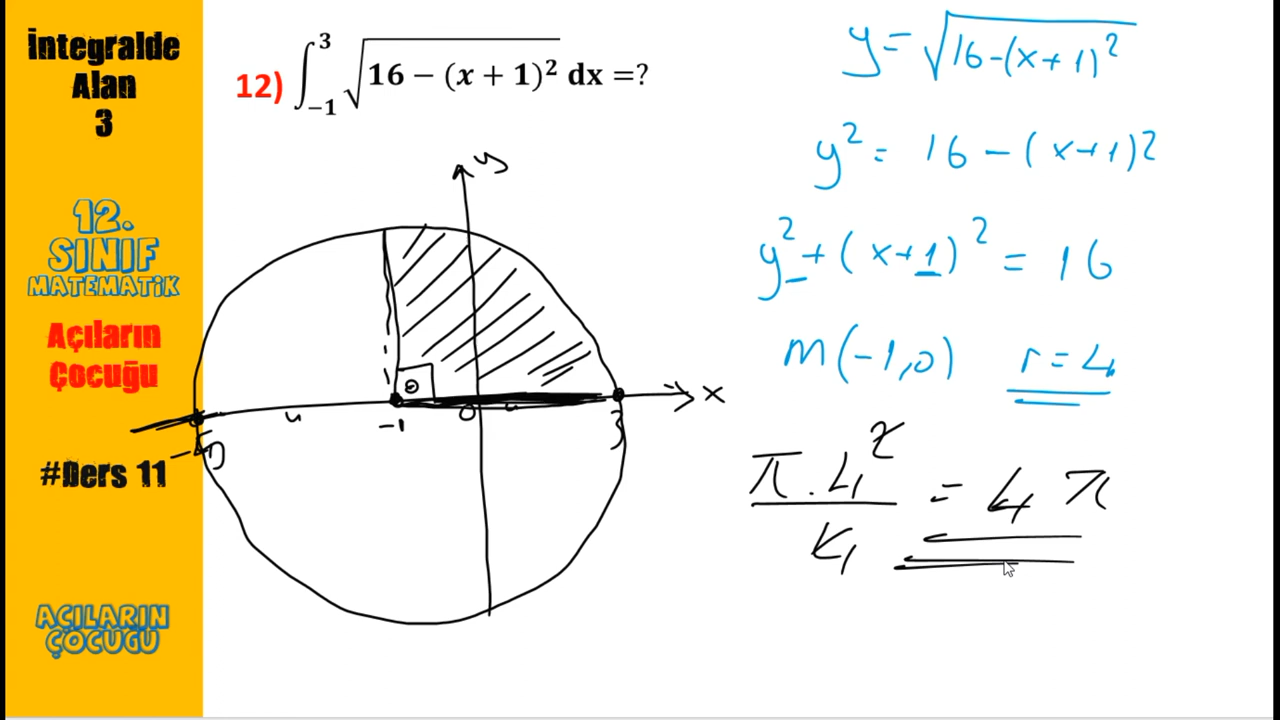 İntegralde
Alan
3
12.
SINIF
MATEMATİK
Açıların
Çocuğu
#Ders 11
AÇILARIN
ÇOCUĞU
12) ∫₋₁³ √(16 − (x + 1)²) dx =?
y
x
-1
0
3
y = √(16-(x+1)²)
y² = 16 - (x+1)²
y² + (x+1)² = 16
M(-1,0) r=4
π.4²/4 = 4π